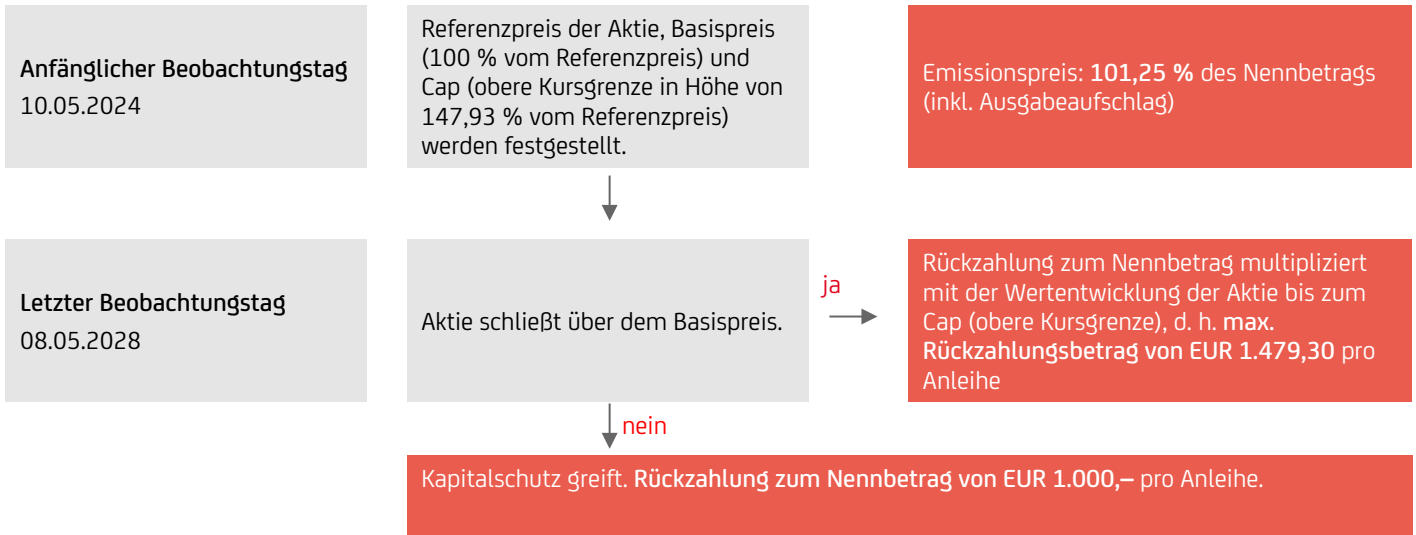 Anfänglicher Beobachtungstag
10.05.2024
Referenzpreis der Aktie, Basispreis
(100 % vom Referenzpreis) und
Cap (obere Kursgrenze in Höhe von
147,93 % vom Referenzpreis)
werden festgestellt.
Emissionspreis: 101,25 % des Nennbetrags
(inkl. Ausgabeaufschlag)
Letzter Beobachtungstag
08.05.2028
Aktie schließt über dem Basispreis.
ja
Rückzahlung zum Nennbetrag multipliziert
mit der Wertentwicklung der Aktie bis zum
Cap (obere Kursgrenze), d. h. max.
Rückzahlungsbetrag von EUR 1.479,30 pro
Anleihe
nein
Kapitalschutz greift. Rückzahlung zum Nennbetrag von EUR 1.000,– pro Anleihe.